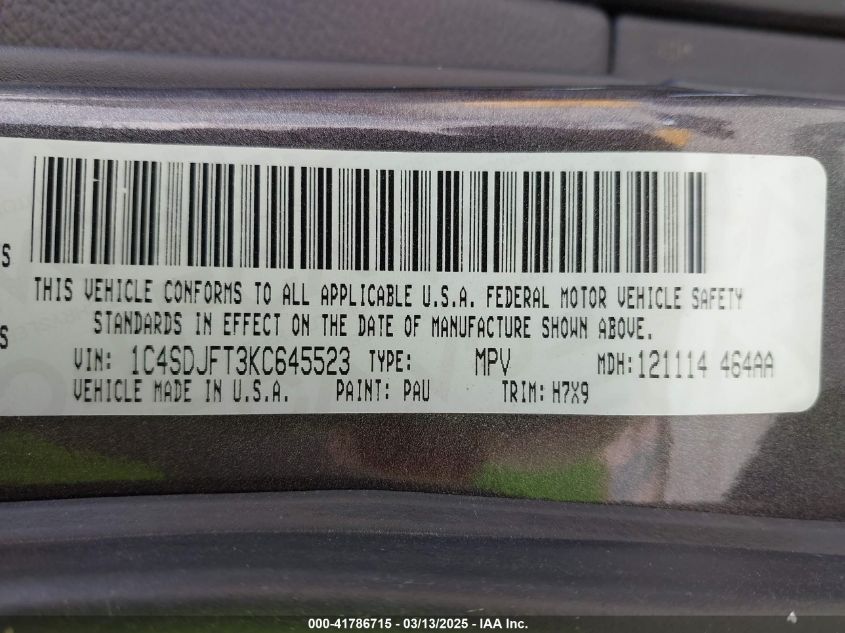 THIS VEHICLE CONFORMS TO ALL APPLICABLE U.S.A. FEDERAL MOTOR VEHICLE SAFETY
S
STANDARDS IN EFFECT ON THE DATE OF MANUFACTURE SHOWN ABOVE.
S
VIN: 1C4SDJFT3KC645523 TYPE: MPV MDH: 121114 464AA
VEHICLE MADE IN U.S.A. PAINT: PAU TRIM: H7X9
000-41786715 - 03/13/2025 - IAA Inc.